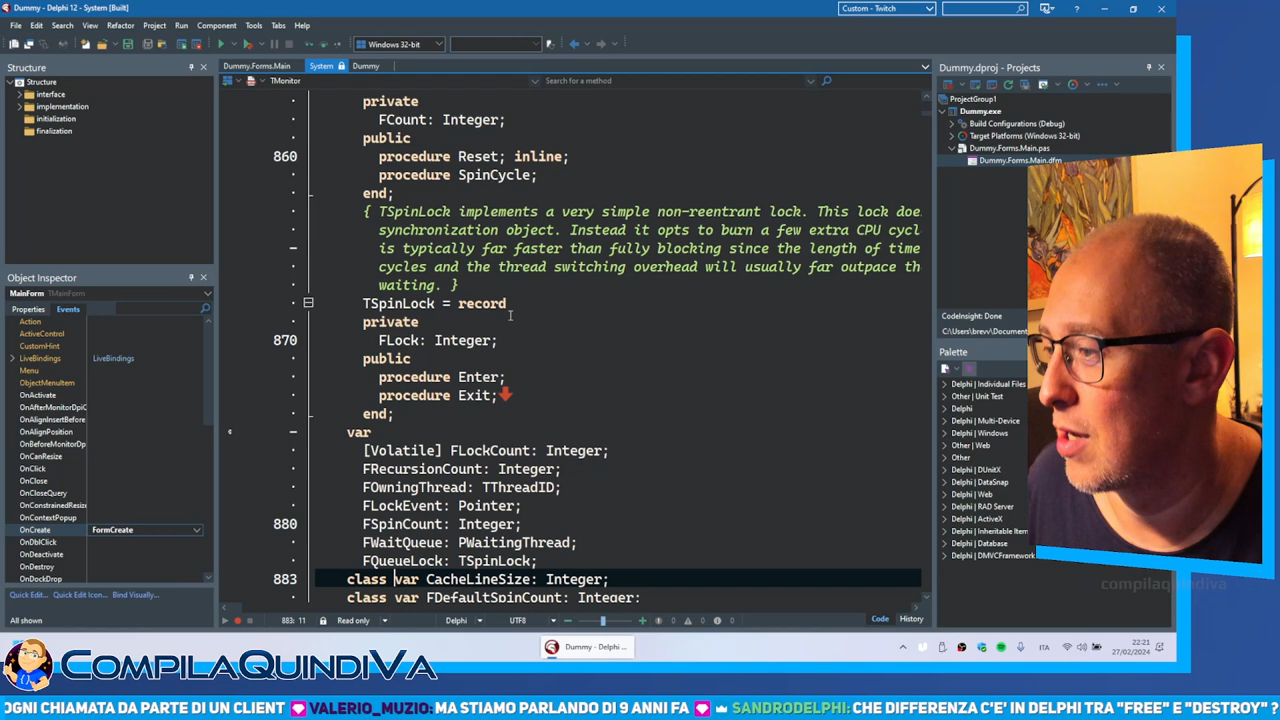 Dummy - Delphi 12 - System [Built]
Custom - Twitch
?
File Edit Search View Refactor Project Run Component Tools Tabs Help
Windows 32-bit
Structure
Structure
interface
implementation
initialization
finalization
Object Inspector
MainForm TMainForm
Properties Events
Action
ActiveControl
CustomHint
LiveBindings LiveBindings
Menu
ObjectMenuItem
OnActivate
OnAfterMonitorDpiC
OnAlignInsertBefore
OnAlignPosition
OnBeforeMonitorDp
OnCanResize
OnClick
OnClose
OnCloseQuery
OnConstrainedResize
OnContextPopup
OnCreate FormCreate
OnDblClick
OnDeactivate
OnDestroy
OnDockDrop
Quick Edit... Quick Edit Icon... Bind Visually...
All shown
Dummy.Forms.Main System Dummy
TMonitor Search for a method
private
FCount: Integer;
public
860 procedure Reset; inline;
procedure SpinCycle;
end;
{ TSpinLock implements a very simple non-reentrant lock. This lock doe
synchronization object. Instead it opts to burn a few extra CPU cycl
is typically far faster than fully blocking since the length of time
cycles and the thread switching overhead will usually far outpace th
waiting. }
TSpinLock = record
private
870 FLock: Integer;
public
procedure Enter;
procedure Exit;
end;
var
[Volatile] FLockCount: Integer;
FRecursionCount: Integer;
FOwningThread: TThreadID;
FLockEvent: Pointer;
880 FSpinCount: Integer;
FWaitQueue: PWaitingThread;
FQueueLock: TSpinLock;
883 class var CacheLineSize: Integer;
class var FDefaultSpinCount: Integer;
883: 11 Read only Delphi UTF8 0 0 0 Code History
Dummy.dproj - Projects
ProjectGroup1
Dummy.exe
Build Configurations (Debug)
Target Platforms (Windows 32-bit)
Dummy.Forms.Main.pas
Dummy.Forms.Main.dfm
CodeInsight: Done
C:\Users\brevv\Document
Palette
Delphi | Individual Files
Other | Unit Test
Delphi
Delphi | Multi-Device
Delphi | Windows
Other
Delphi | DUnitX
Delphi | Web
Delphi | RAD Server
Delphi | ActiveX
Delphi | Inheritable Item
Delphi | Database
Delphi | DMVCFramework
compilaquindiva
Dummy - Delphi ...
ITA
22:21
27/02/2024
COMPILAQUINDIVA
OGNI CHIAMATA DA PARTE DI UN CLIENT VALERIO_MUZIO: MA STIAMO PARLANDO DI 9 ANNI FA SANDRODELPHI: CHE DIFFERENZA C'E' IN DELPHI TRA "FREE" E "DESTROY" ?